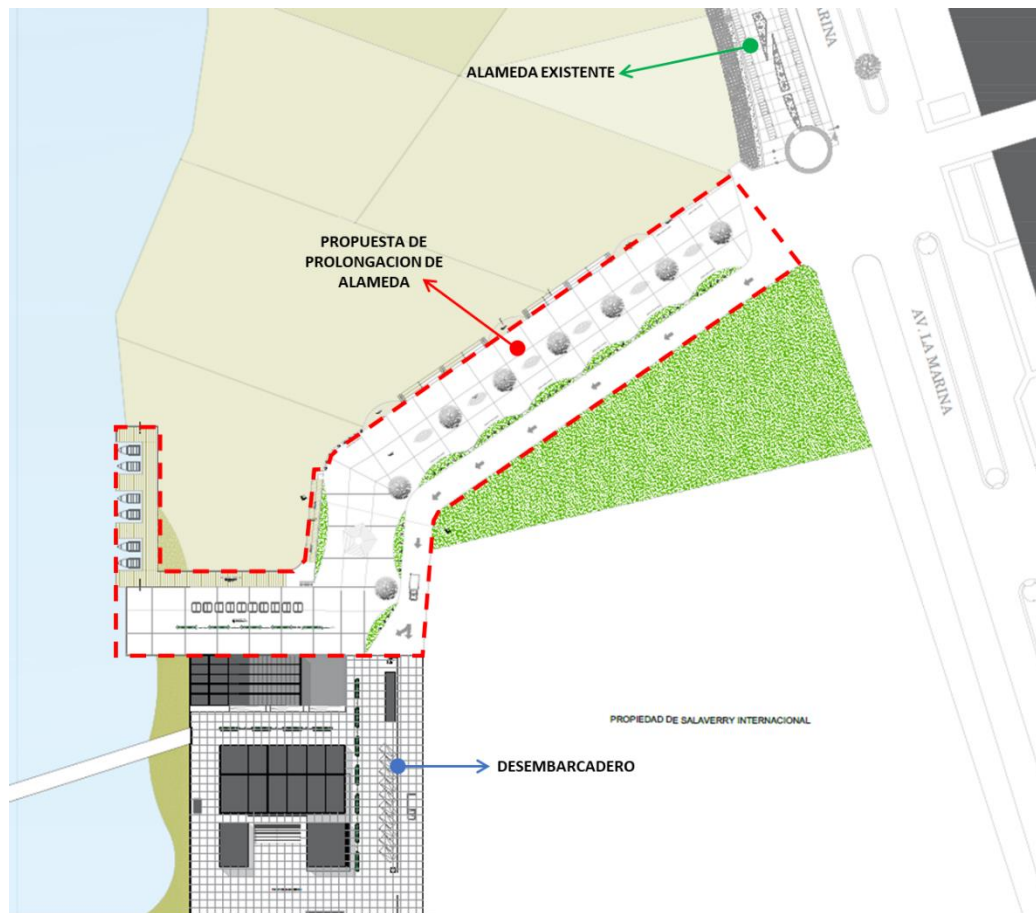 ALAMEDA EXISTENTE
MARINA
PROPUESTA DE
PROLONGACION DE
ALAMEDA
AV. LA MARINA
PROPIEDAD DE SALAVERRY INTERNACIONAL
DESEMBARCADERO